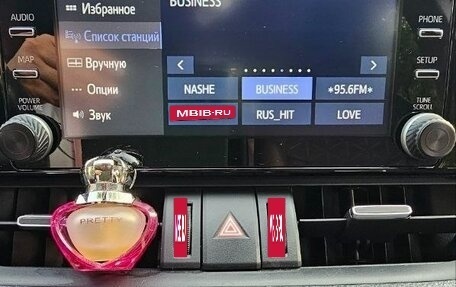 AUDIO
Избранное
BUSINESS
PHONE
Список станций
MAP
Вручную
SETUP
Опции
NASHE
BUSINESS
*95.6FM*
POWER
VOLUME
TUNE
SCROLL
Звук
MBIB-RU
RUS_HIT
LOVE
PRETTY